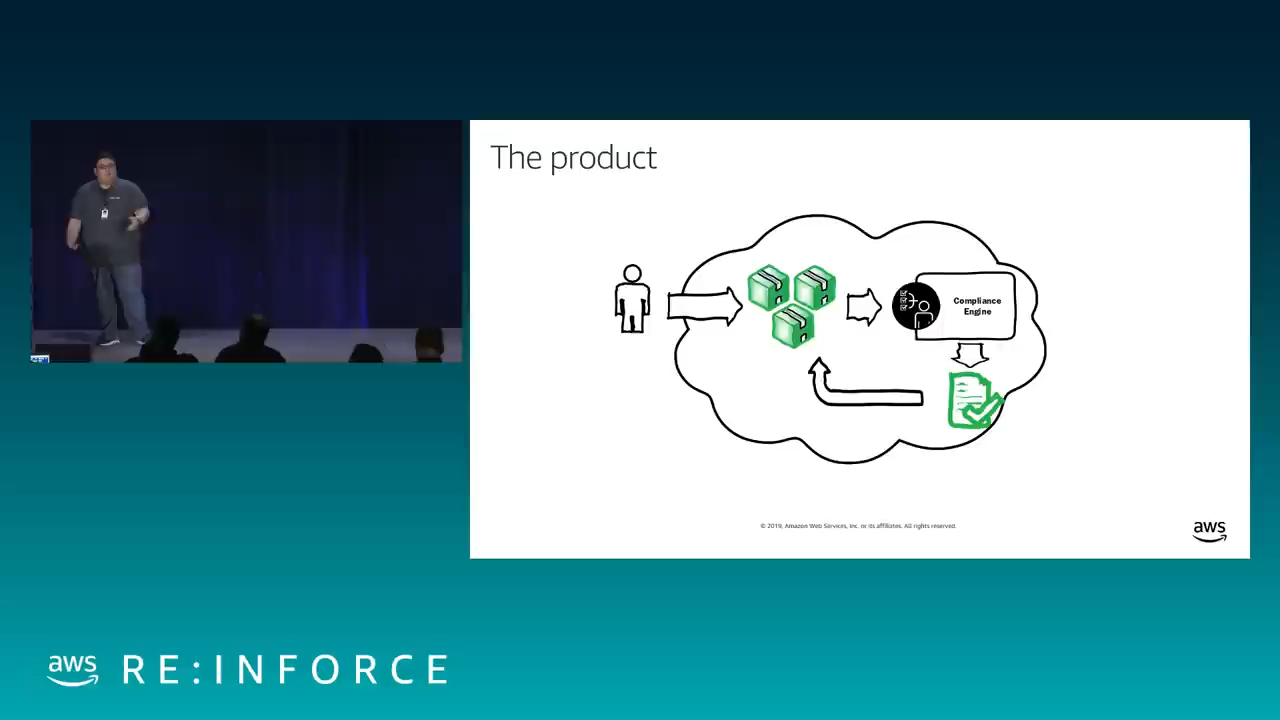 The product
Compliance
Engine
© 2019, Amazon Web Services, Inc. or its affiliates. All rights reserved.
aws
aws RE:INFORCE